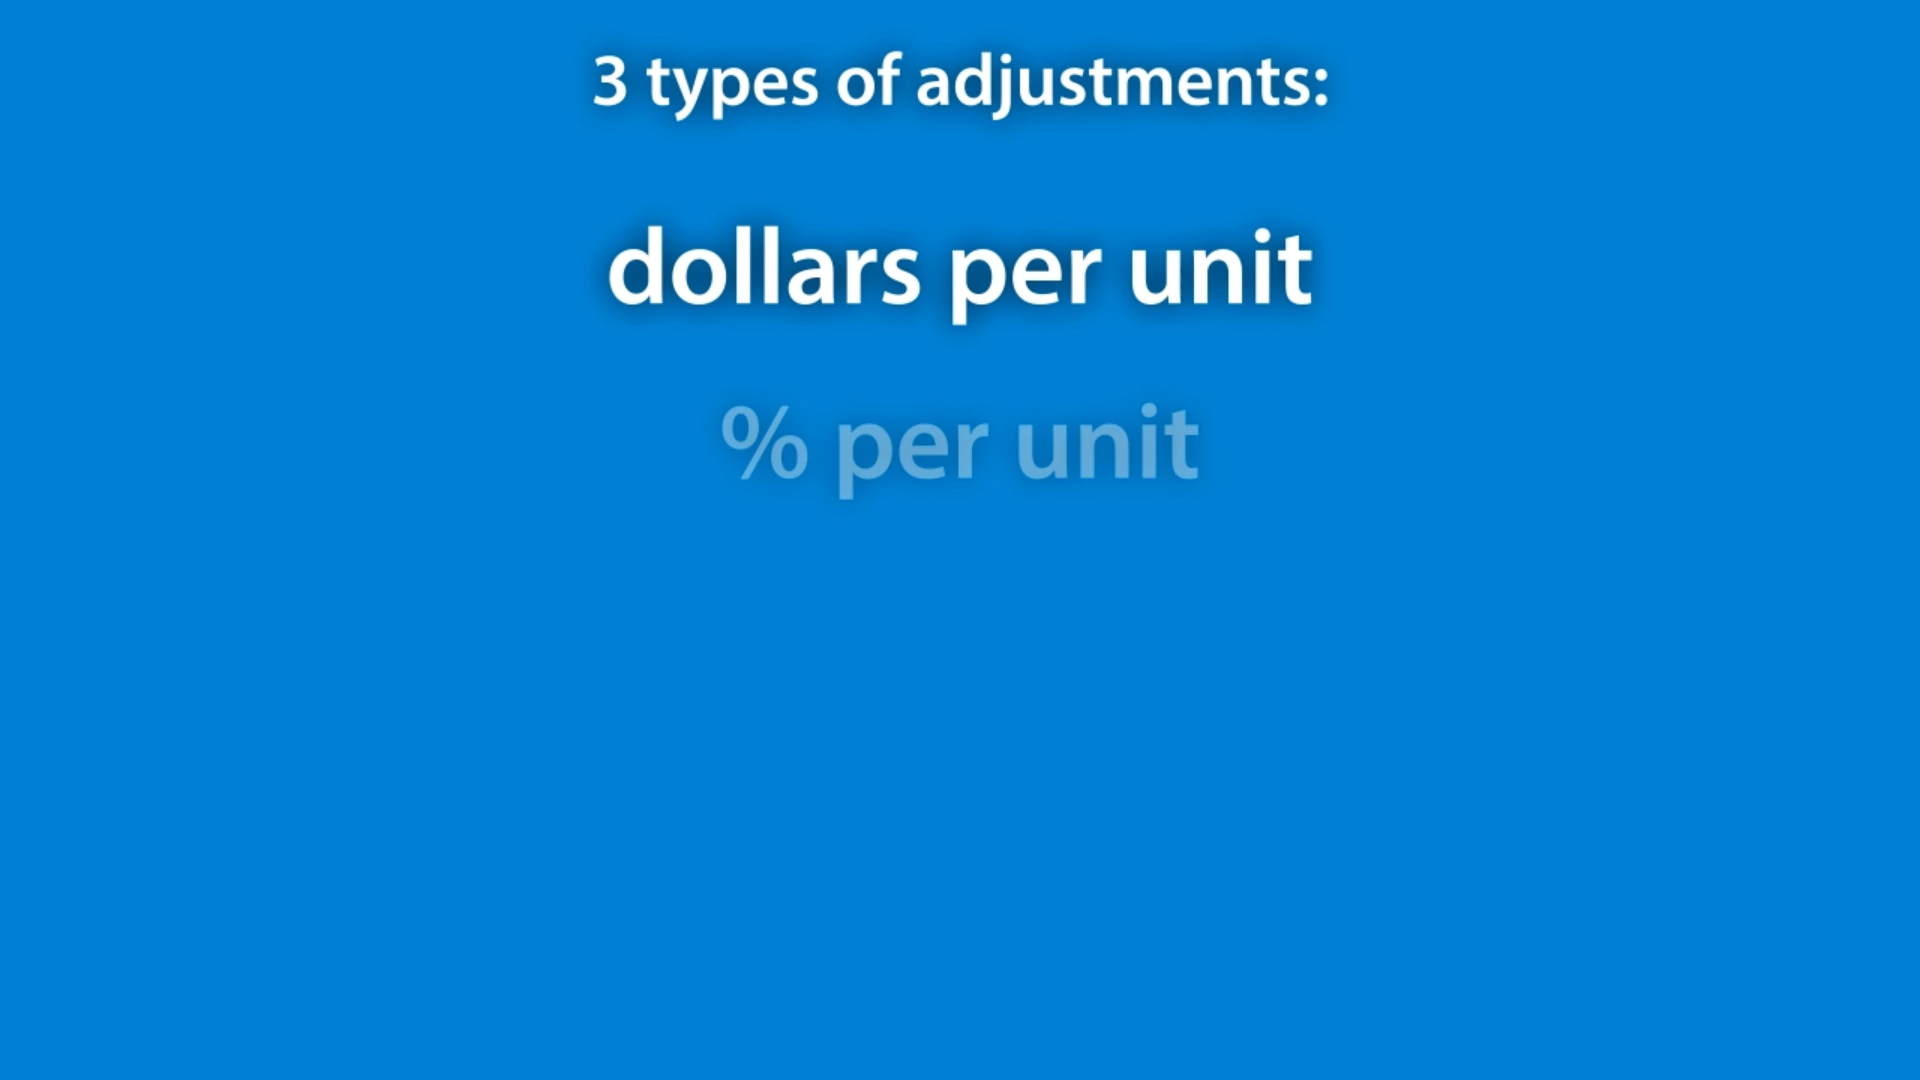 3 types of adjustments:
dollars per unit
% per unit